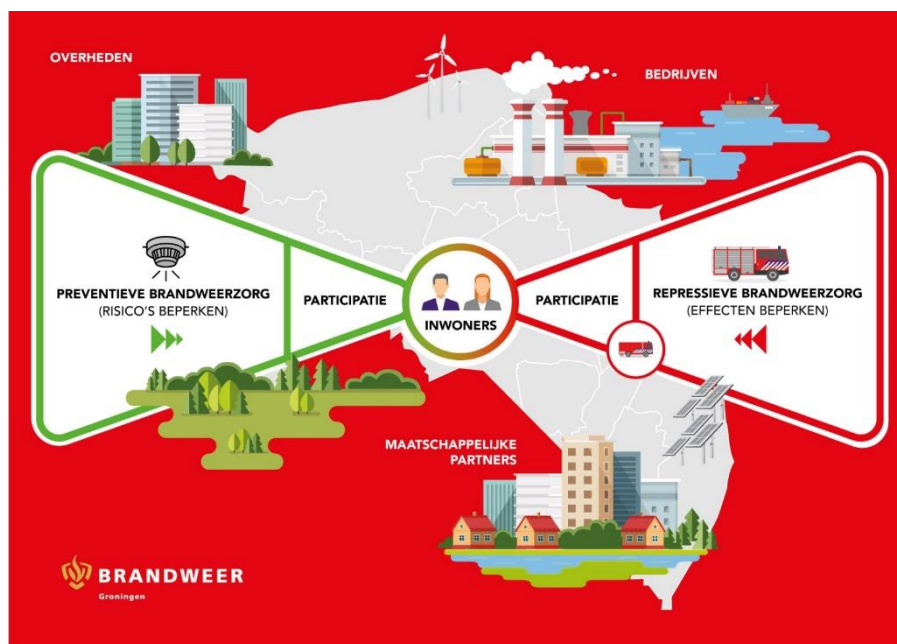 OVERHEDEN
BEDRIJVEN
PREVENTIEVE BRANDWEERZORG
(RISICO'S BEPERKEN)
PARTICIPATIE
INWONERS
PARTICIPATIE
REPRESSIEVE BRANDWEERZORG
(EFFECTEN BEPERKEN)
MAATSCHAPPELIJKE
PARTNERS
BRANDWEER
Groningen